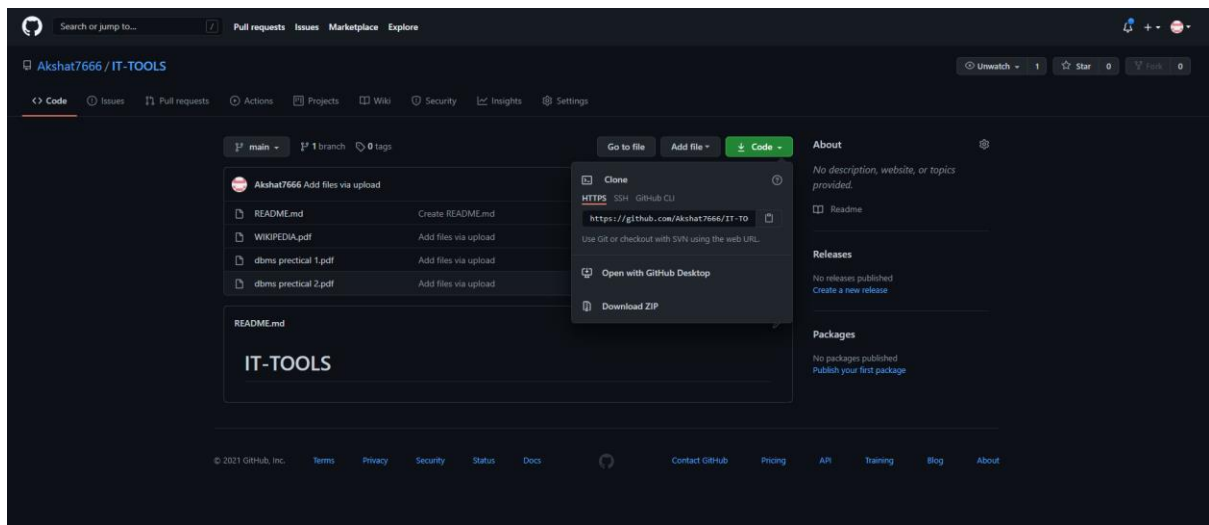 Search or jump to... / Pull requests Issues Marketplace Explore
Akshat7666 / IT-TOOLS Unwatch 1 Star 0 Fork 0
Code Issues Pull requests Actions Projects Wiki Security Insights Settings
main 1 branch 0 tags Go to file Add file Code
Akshat7666 Add files via upload
README.md Create README.md
WIKIPEDIA.pdf Add files via upload
dbms prectical 1.pdf Add files via upload
dbms prectical 2.pdf Add files via upload
Clone
HTTPS SSH GitHub CLI
https://github.com/Akshat7666/IT-TO
Use Git or checkout with SVN using the web URL.
Open with GitHub Desktop
Download ZIP
README.md
IT-TOOLS
About
No description, website, or topics
provided.
Readme
Releases
No releases published
Create a new release
Packages
No packages published
Publish your first package
© 2021 GitHub, Inc. Terms Privacy Security Status Docs Contact GitHub Pricing API Training Blog About